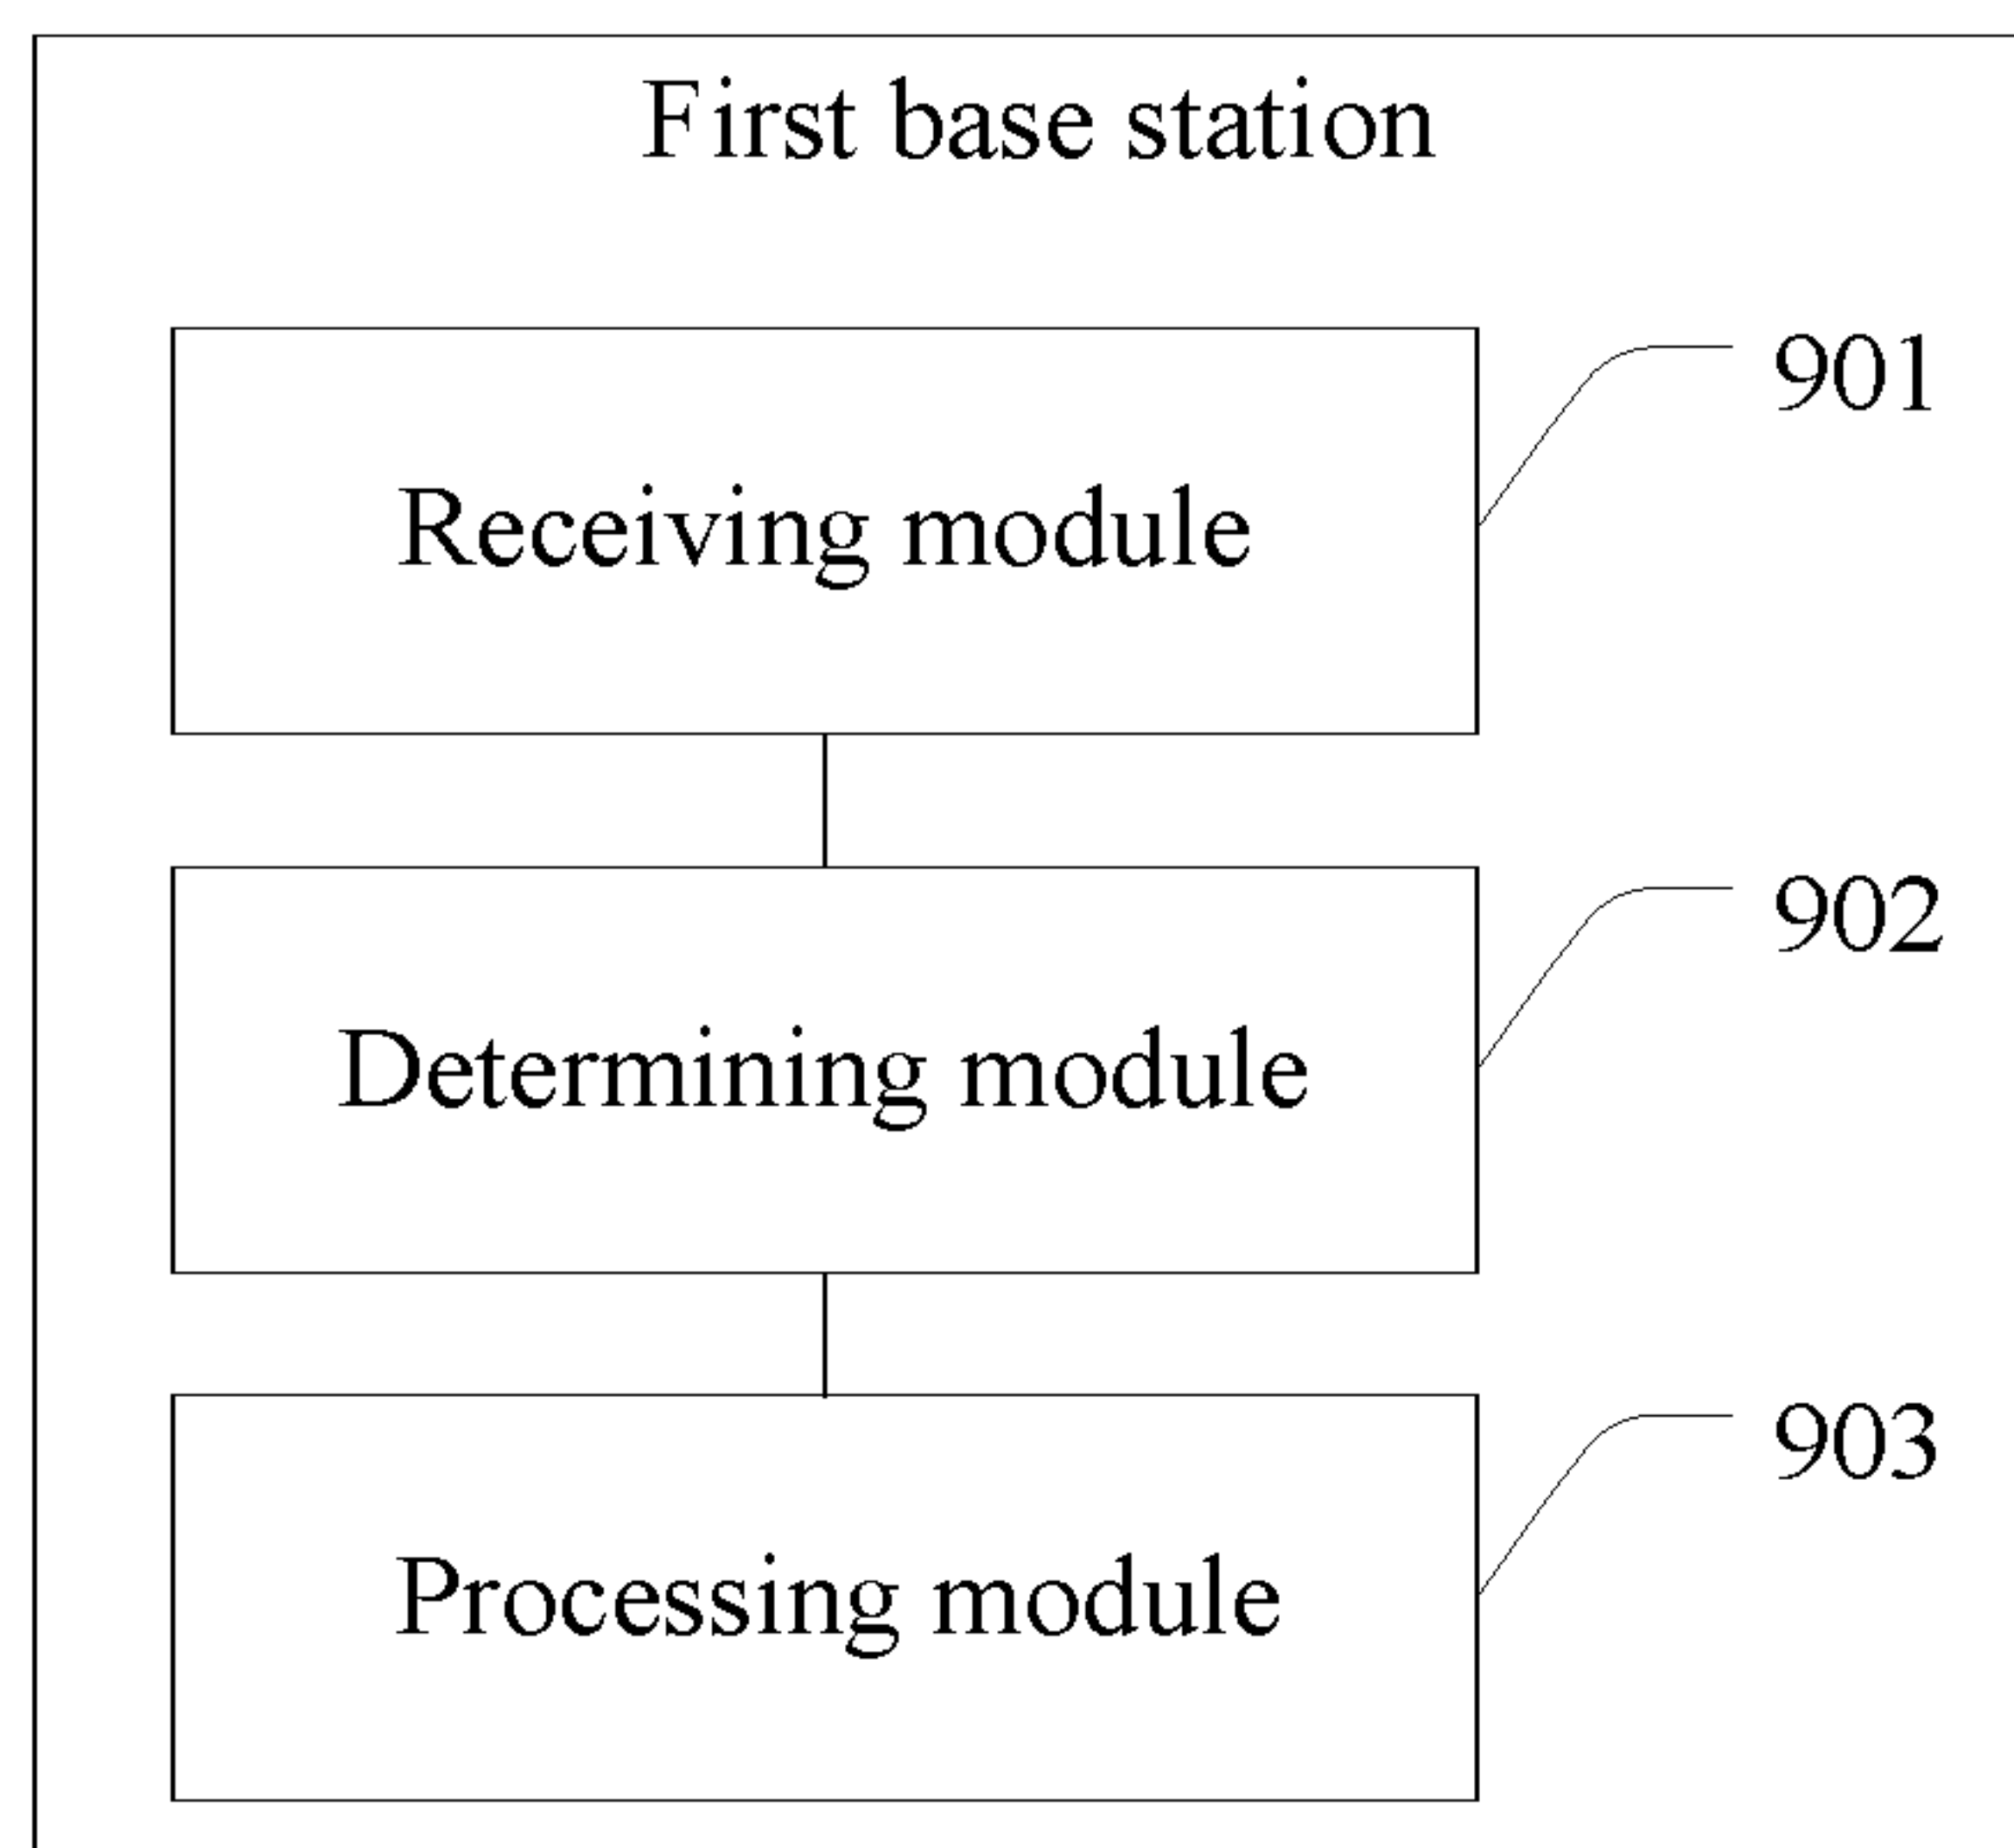 First base station
901
Receiving module
902
Determining module
903
Processing module